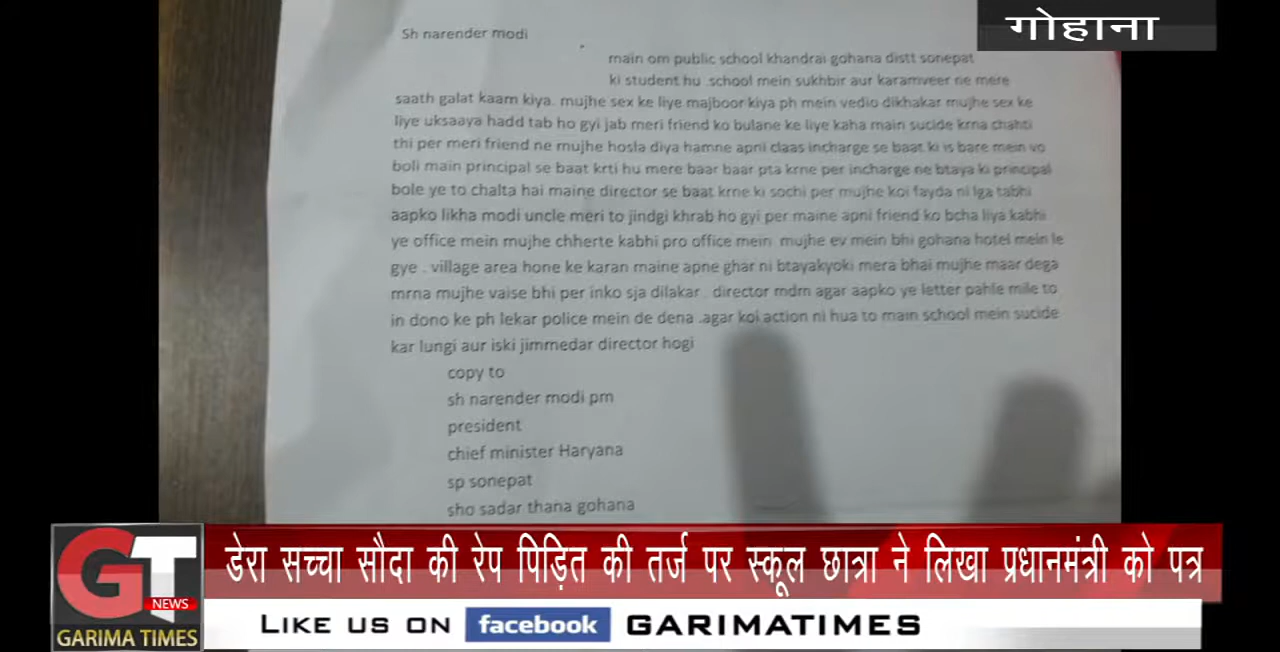 गोहाना
Sh narender modi
main om public school khandrai gohana distt sonepat
ki student hu .school mein sukhbir aur karamveer ne mere
saath galat kaam kiya. mujhe sex ke liye majboor kiya ph mein vedio dikhakar mujhe sex ke
liye uksaaya hadd tab ho gyi jab meri friend ko bulane ke liye kaha main sucide krna chahti
thi per meri friend ne mujhe hosla diya hamne apni claas incharge se baat ki is bare mein vo
boli main principal se baat krti hu mere baar baar pta krne per incharge ne btaya ki principal
bole ye to chalta hai maine director se baat krne ki sochi per mujhe koi fayda ni lga tabhi
aapko likha modi uncle meri to jindgi khrab ho gyi per maine apni friend ko bcha liya kabhi
ye office mein mujhe chherte kabhi pro office mein mujhe ev mein bhi gohana hotel mein le
gye . village area hone ke karan maine apne ghar ni btayakyoki mera bhai mujhe maar dega
mrna mujhe vaise bhi per inko sja dilakar . director mdm agar aapko ye letter pahle mile to
in dono ke ph lekar police mein de dena .agar koi action ni hua to main school mein sucide
kar lungi aur iski jimmedar director hogi
copy to
sh narender modi pm
president
chief minister Haryana
sp sonepat
sho sadar thana gohana
डेरा सच्चा सौदा की रेप पिड़ित की तर्ज पर स्कूल छात्रा ने लिखा प्रधानमंत्री को पत्र
GT
NEWS
GARIMA TIMES
LIKE US ON facebook GARIMATIMES